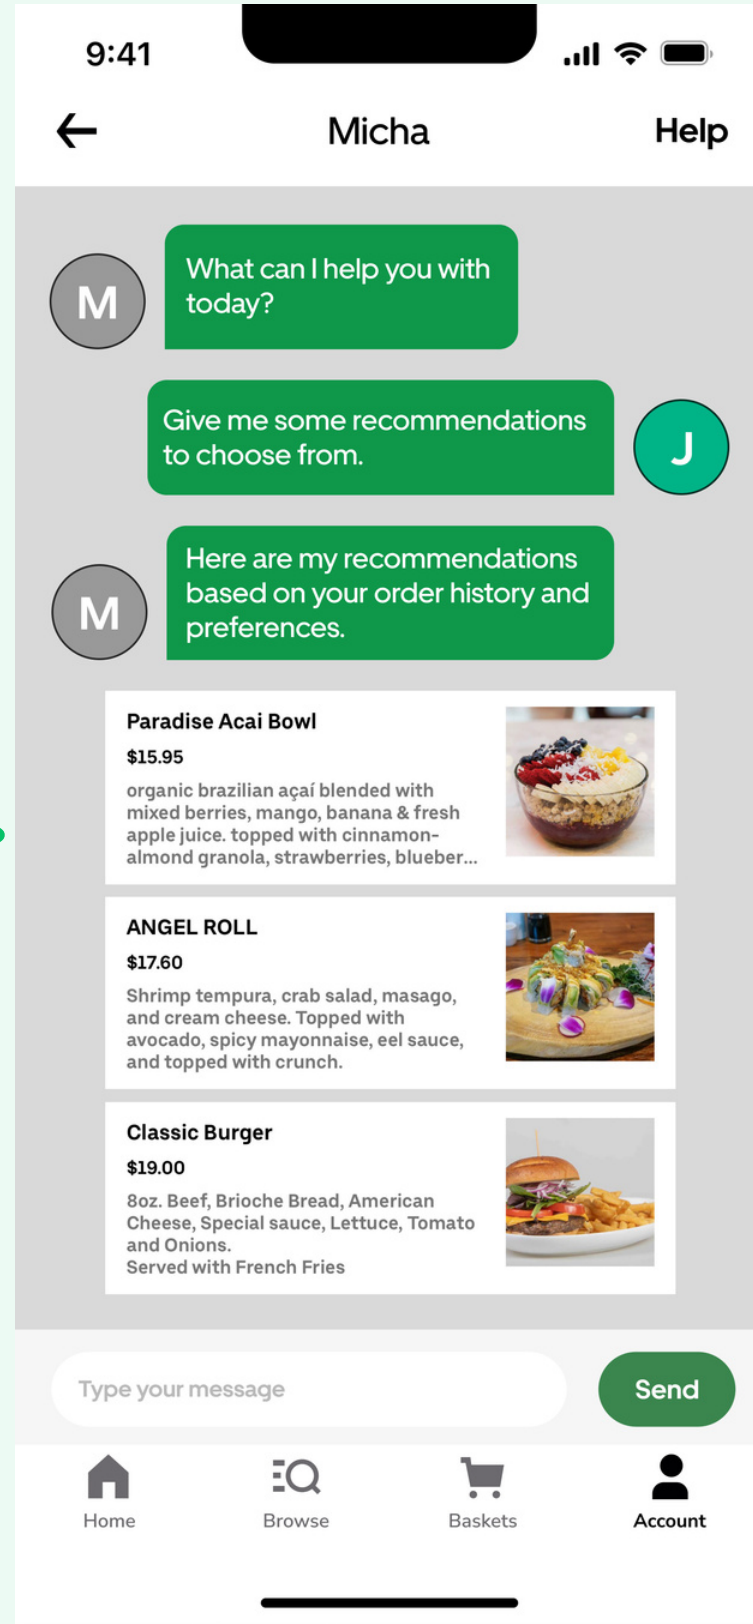 9:41
Micha
Help
M
What can I help you with
today?
Give me some recommendations
to choose from.
J
M
Here are my recommendations
based on your order history and
preferences.
Paradise Acai Bowl
$15.95
organic brazilian açaí blended with
mixed berries, mango, banana & fresh
apple juice. topped with cinnamon-
almond granola, strawberries, blueber...
ANGEL ROLL
$17.60
Shrimp tempura, crab salad, masago,
and cream cheese. Topped with
avocado, spicy mayonnaise, eel sauce,
and topped with crunch.
Classic Burger
$19.00
8oz. Beef, Brioche Bread, American
Cheese, Special sauce, Lettuce, Tomato
and Onions.
Served with French Fries
Type your message
Send
Home
Browse
Baskets
Account